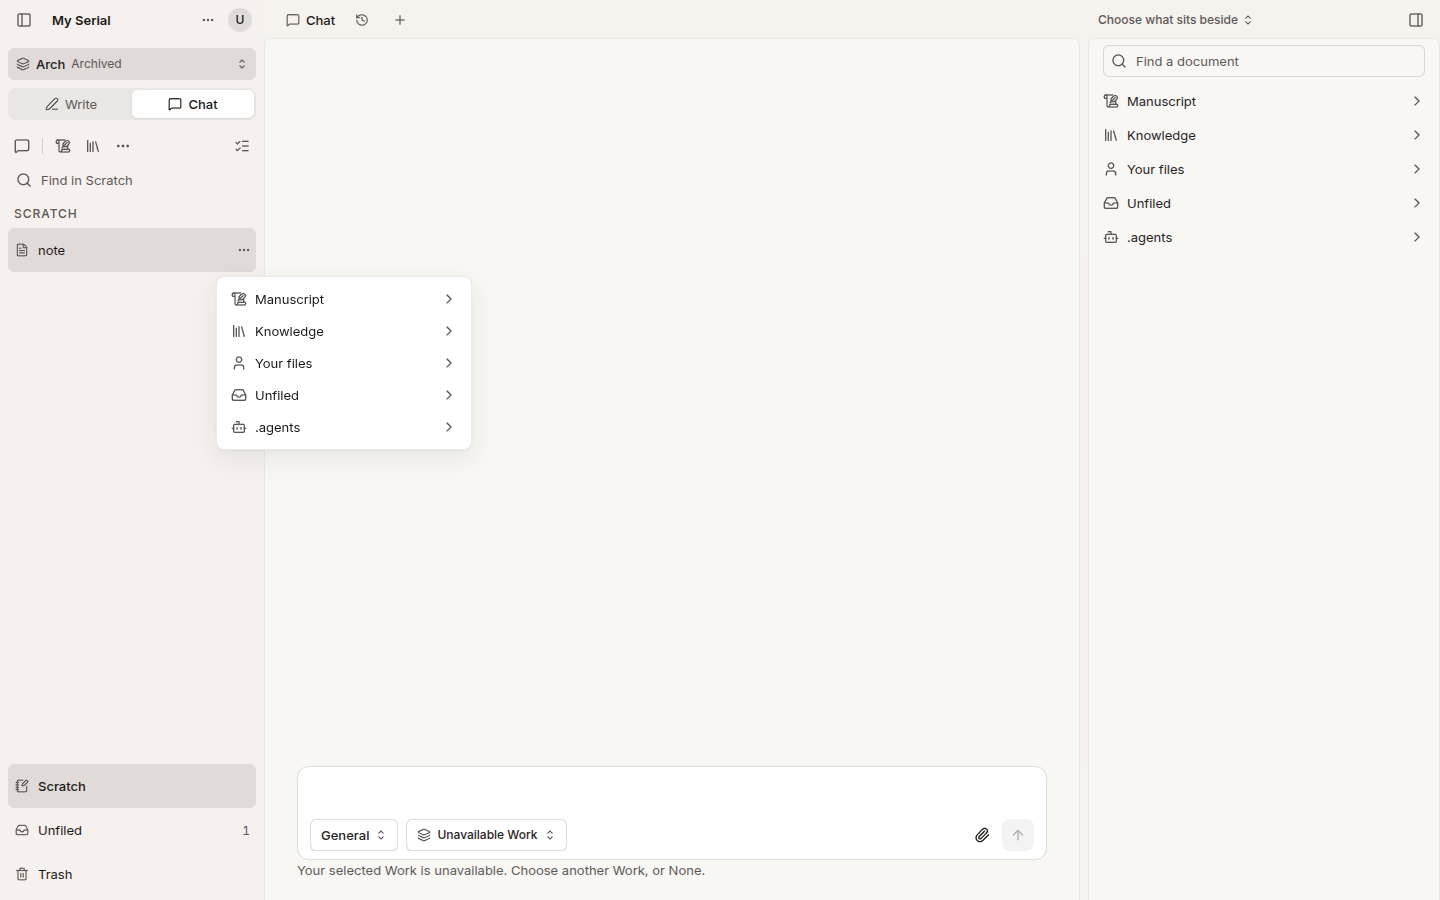 My Serial
U
Chat
Choose what sits beside
Arch Archived
Write
Chat
Find in Scratch
SCRATCH
note
Manuscript
Knowledge
Your files
Unfiled
.agents
Find a document
Manuscript
Knowledge
Your files
Unfiled
.agents
Scratch
Unfiled 1
Trash
General
Unavailable Work
Your selected Work is unavailable. Choose another Work, or None.